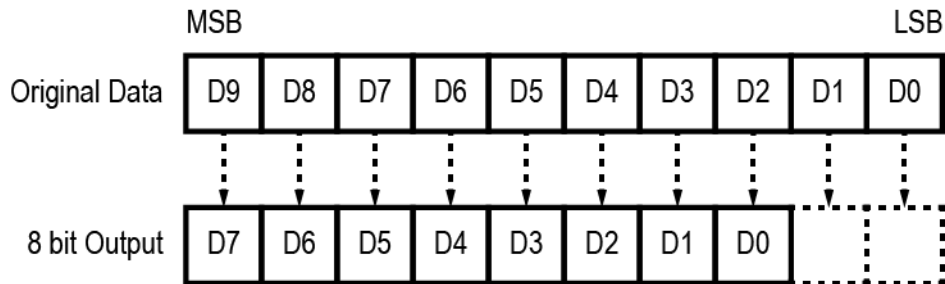 MSB LSB
Original Data D9 D8 D7 D6 D5 D4 D3 D2 D1 D0
8 bit Output D7 D6 D5 D4 D3 D2 D1 D0